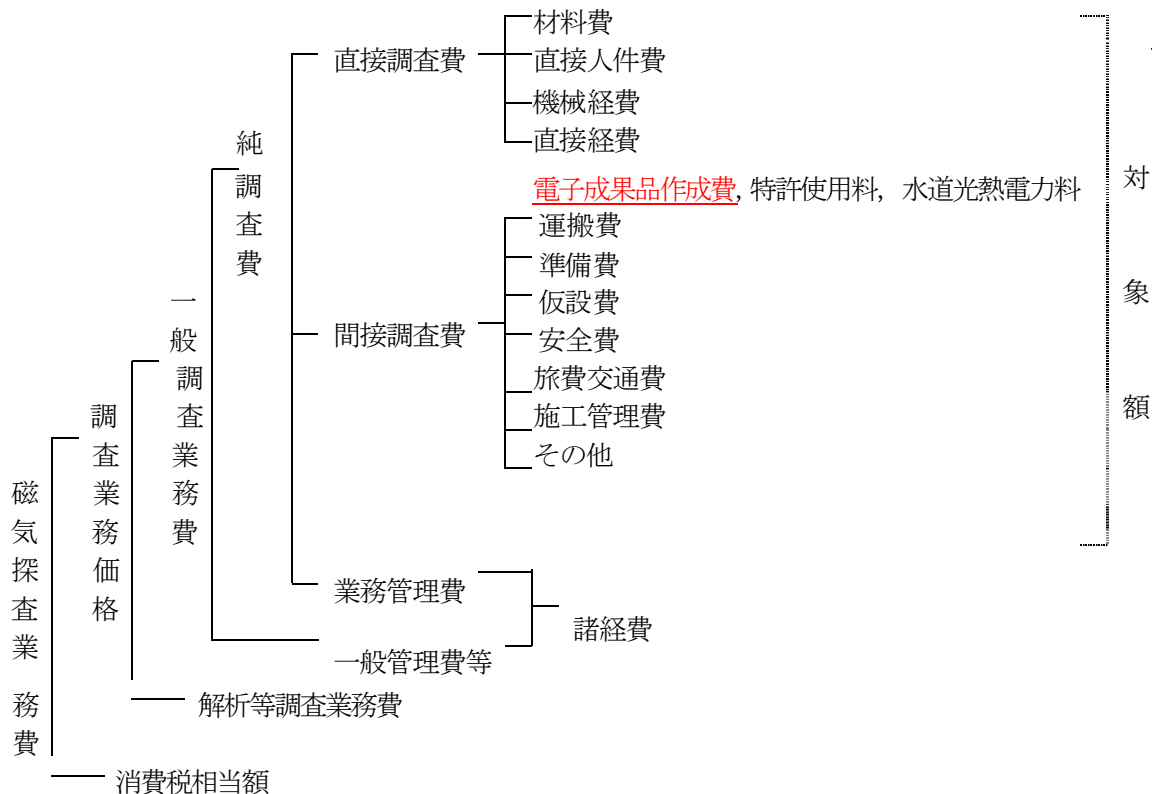 材料費
直接調査費
直接人件費
機械経費
直接経費
電子成果品作成費, 特許使用料, 水道光熱電力料
運搬費
準備費
仮設費
間接調査費
安全費
旅費交通費
施工管理費
その他
業務管理費
諸経費
一般管理費等
解析等調査業務費
消費税相当額
純調査費
一般調査業務費
調査業務価格
磁気探査業務費
対象額